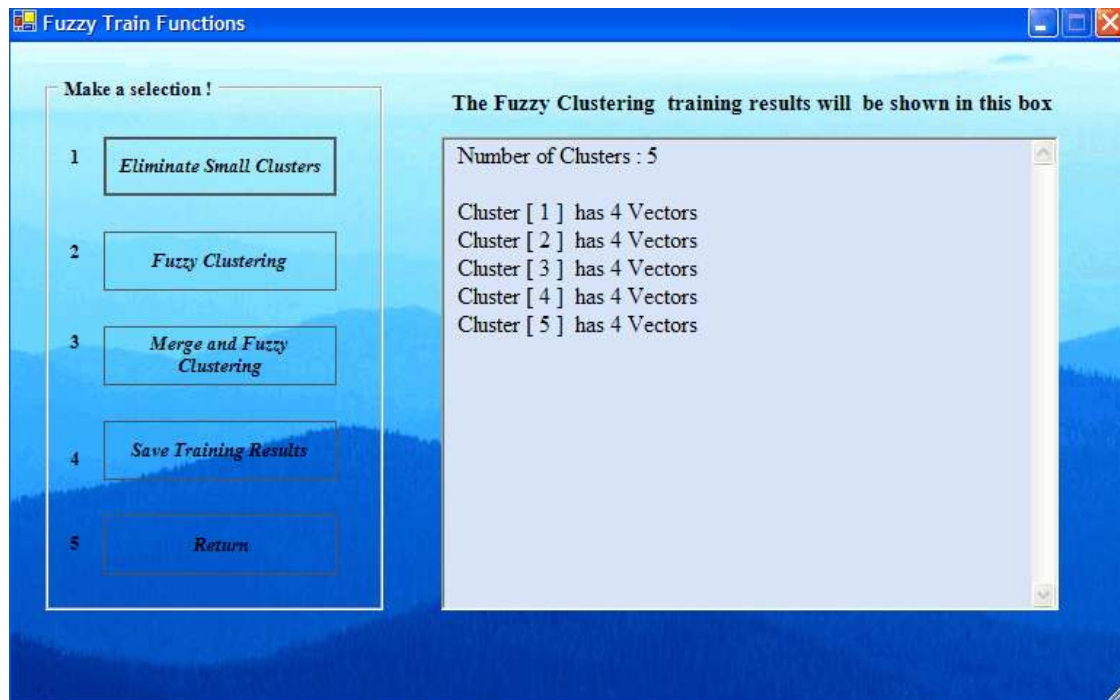 Fuzzy Train Functions
Make a selection !
1 Eliminate Small Clusters
2 Fuzzy Clustering
3 Merge and Fuzzy
Clustering
4 Save Training Results
5 Return
The Fuzzy Clustering training results will be shown in this box
Number of Clusters : 5
Cluster [ 1 ] has 4 Vectors
Cluster [ 2 ] has 4 Vectors
Cluster [ 3 ] has 4 Vectors
Cluster [ 4 ] has 4 Vectors
Cluster [ 5 ] has 4 Vectors